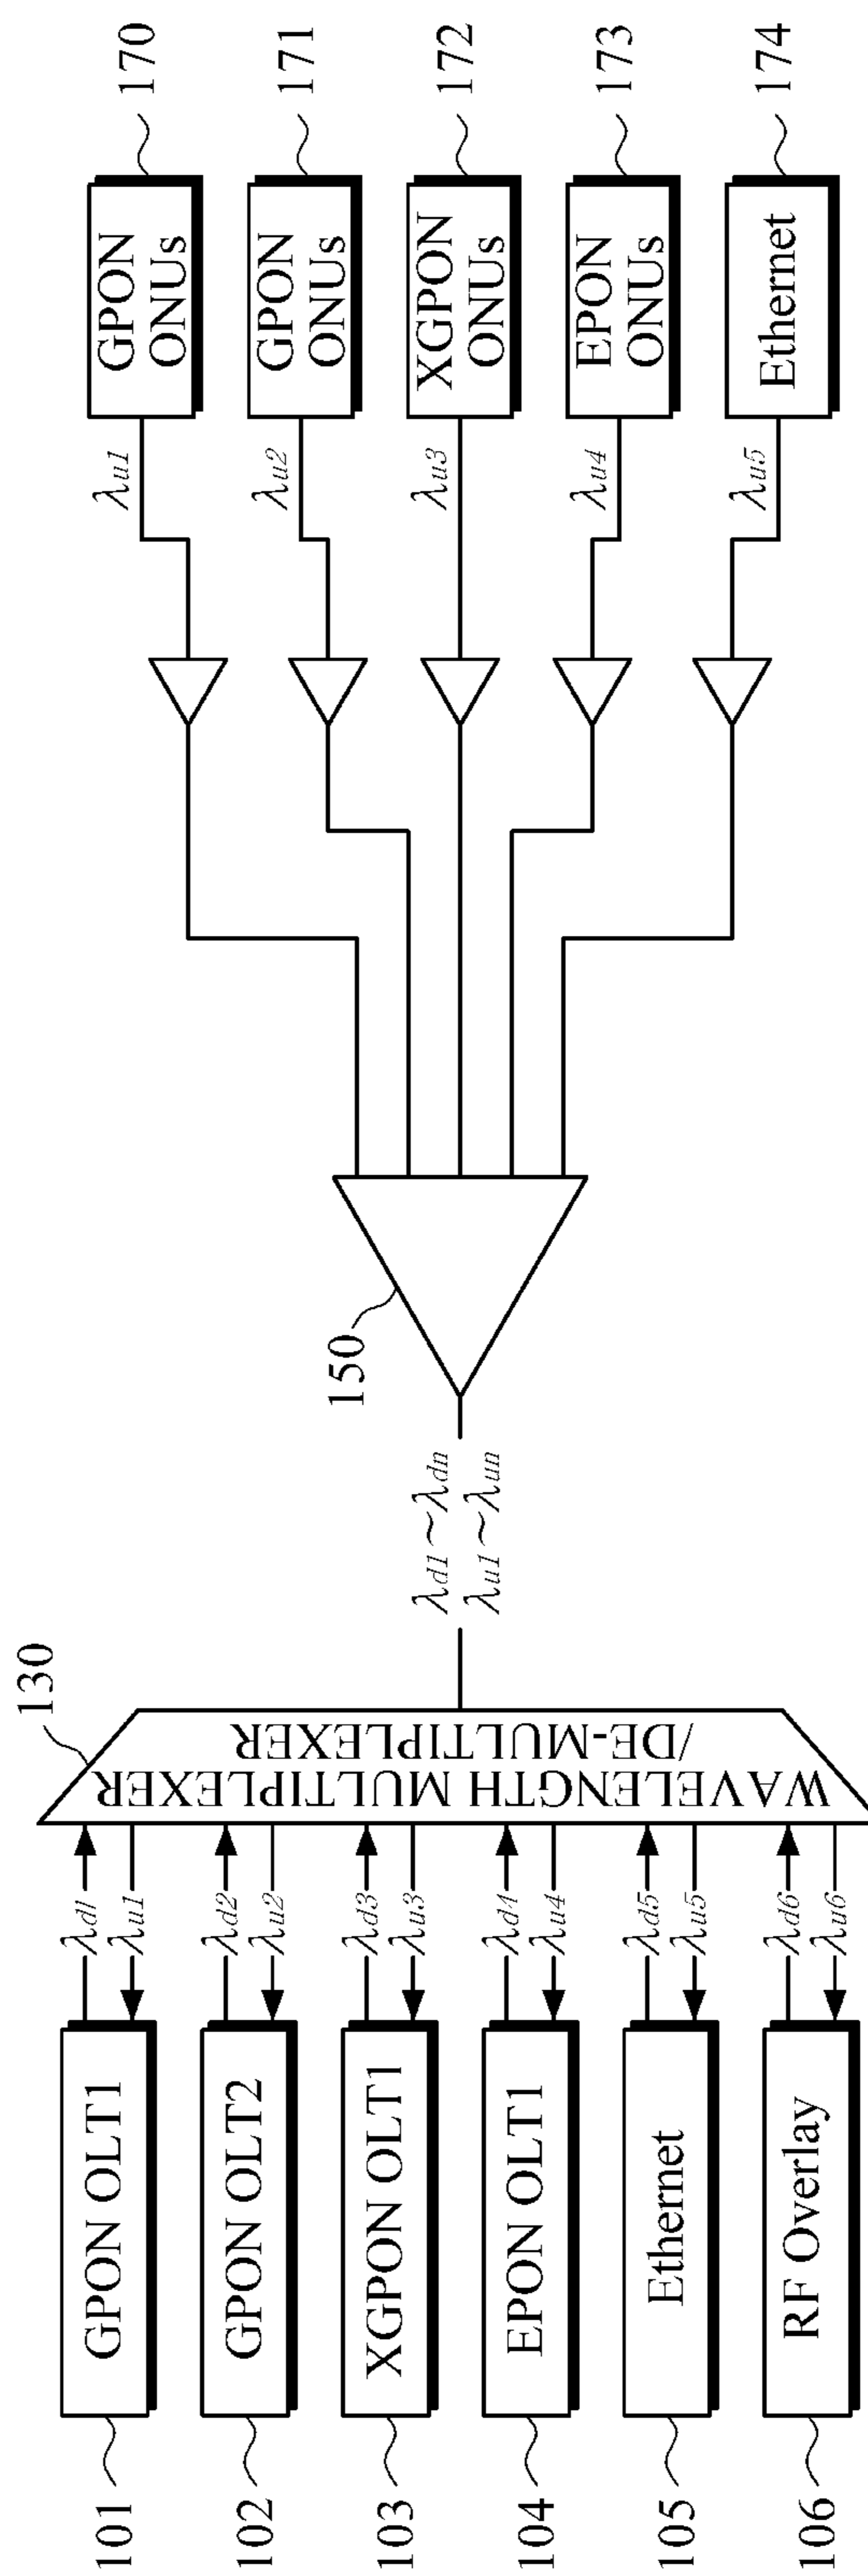 101
GPON OLT1
λd1
λu1
102
GPON OLT2
λd2
λu2
103
XGPON OLT1
λd3
λu3
104
EPON OLT1
λd4
λu4
105
Ethernet
λd5
λu5
106
RF Overlay
λd6
λu6
130
WAVELENGTH MULTIPLEXER
/DE-MULTIPLEXER
λd1~λdn
λu1~λun
150
λu1
GPON
ONUs
170
λu2
GPON
ONUs
171
λu3
XGPON
ONUs
172
λu4
EPON
ONUs
173
λu5
Ethernet
174